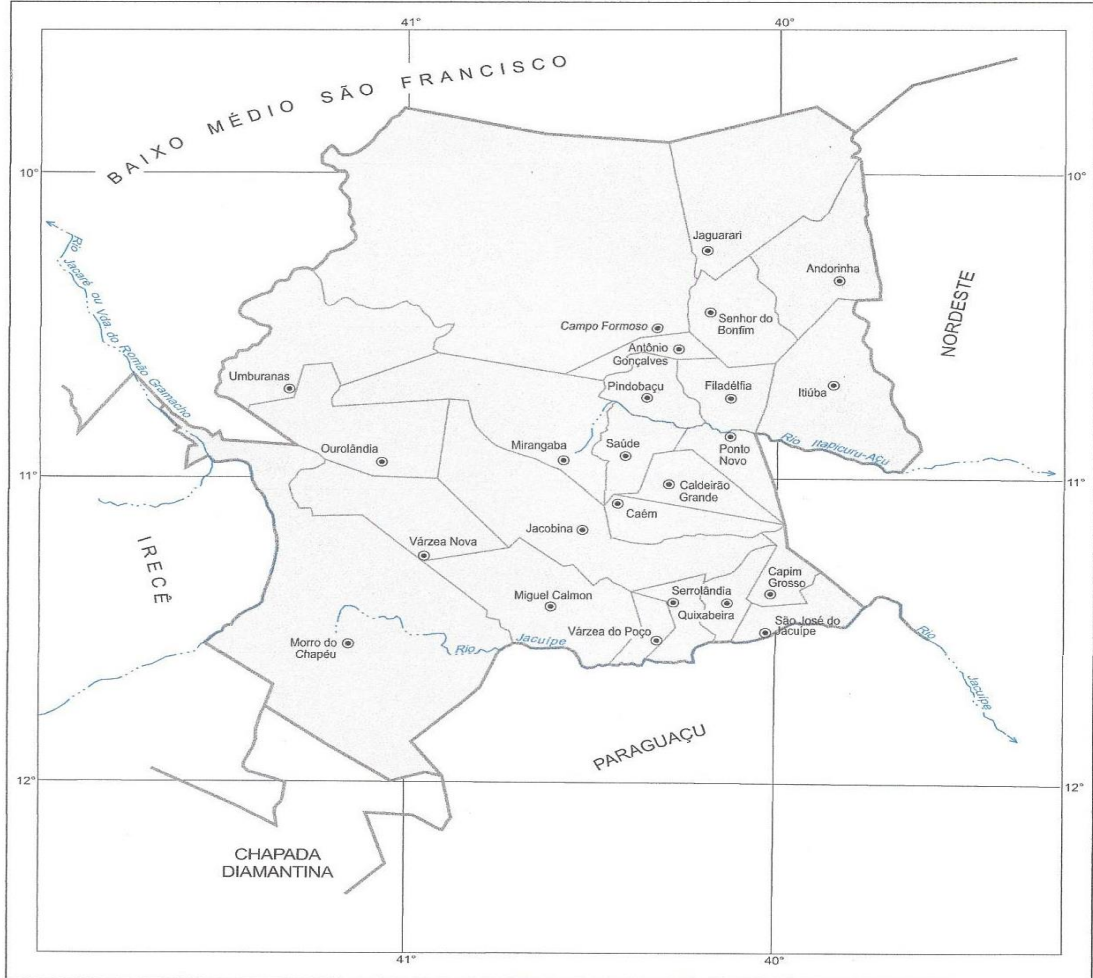 41°
40°
BAIXO MÉDIO SÃO FRANCISCO
10°
10°
Rio Jacaré ou Vda. do Romão Gramacho
Jaguarari
Andorinha
NORDESTE
Campo Formoso
Senhor do
Bonfim
Antônio
Gonçalves
Umburanas
Pindobaçu
Filadélfia
Itiúba
Ourolândia
Mirangaba
Saúde
Ponto
Novo
Rio Itapicuru-Açu
11°
11°
Caldeirão
Grande
Caém
Jacobina
Várzea Nova
IRECÊ
Capim
Grosso
Miguel Calmon
Serrolândia
Quixabeira
São José do
Jacuípe
Várzea do Poço
Morro do
Chapéu
Rio Jacuípe
Rio Jacuípe
PARAGUAÇU
12°
12°
CHAPADA
DIAMANTINA
41°
40°